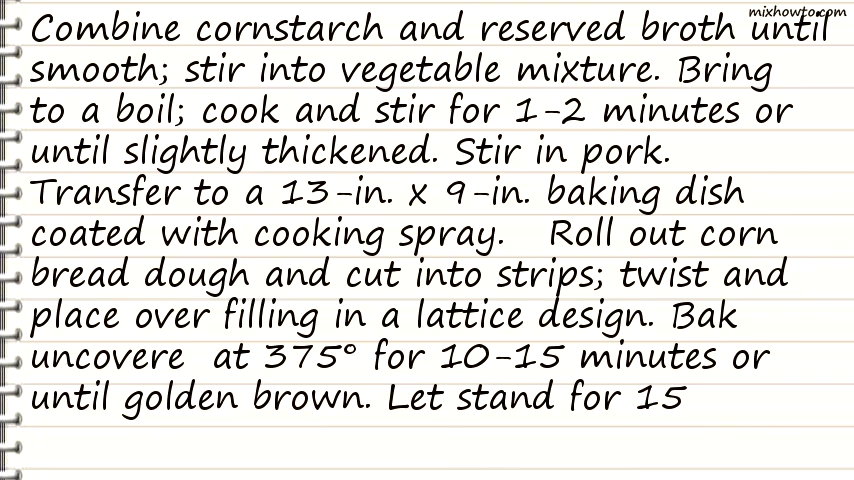 mixhowto.com
Combine cornstarch and reserved broth until
smooth; stir into vegetable mixture. Bring
to a boil; cook and stir for 1-2 minutes or
until slightly thickened. Stir in pork.
Transfer to a 13-in. x 9-in. baking dish
coated with cooking spray. Roll out corn
bread dough and cut into strips; twist and
place over filling in a lattice design. Bak
uncovere at 375° for 10-15 minutes or
until golden brown. Let stand for 15